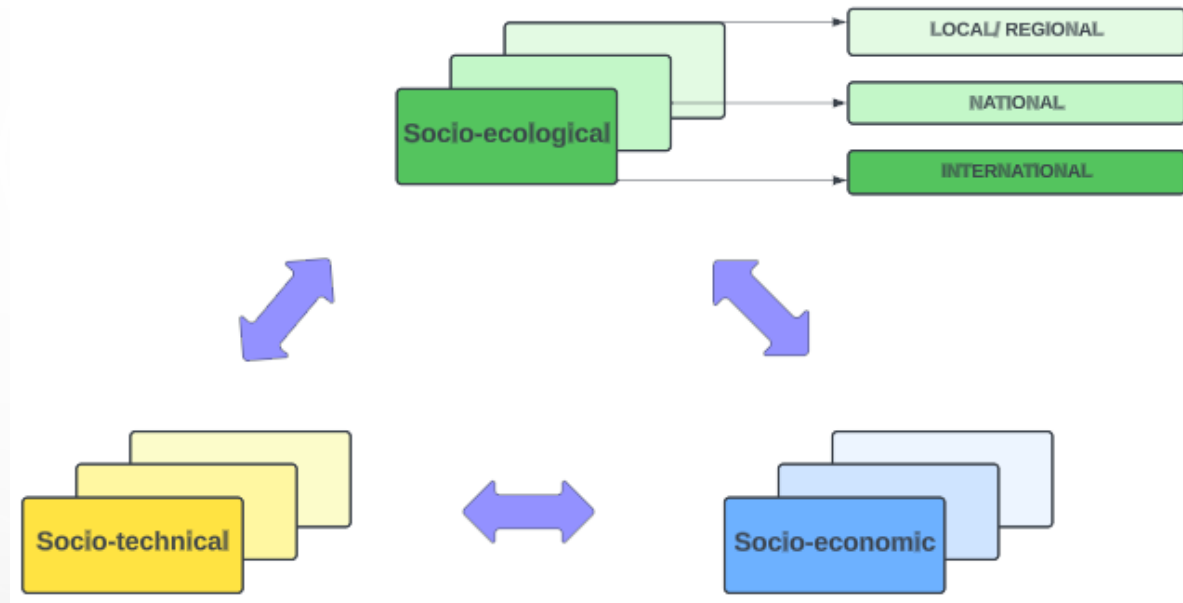 LOCAL/ REGIONAL
NATIONAL
Socio-ecological
INTERNATIONAL
Socio-technical
Socio-economic